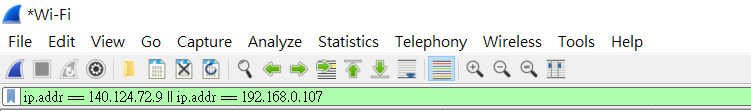 *Wi-Fi
File Edit View Go Capture Analyze Statistics Telephony Wireless Tools Help
ip.addr == 140.124.72.9 || ip.addr == 192.168.0.107